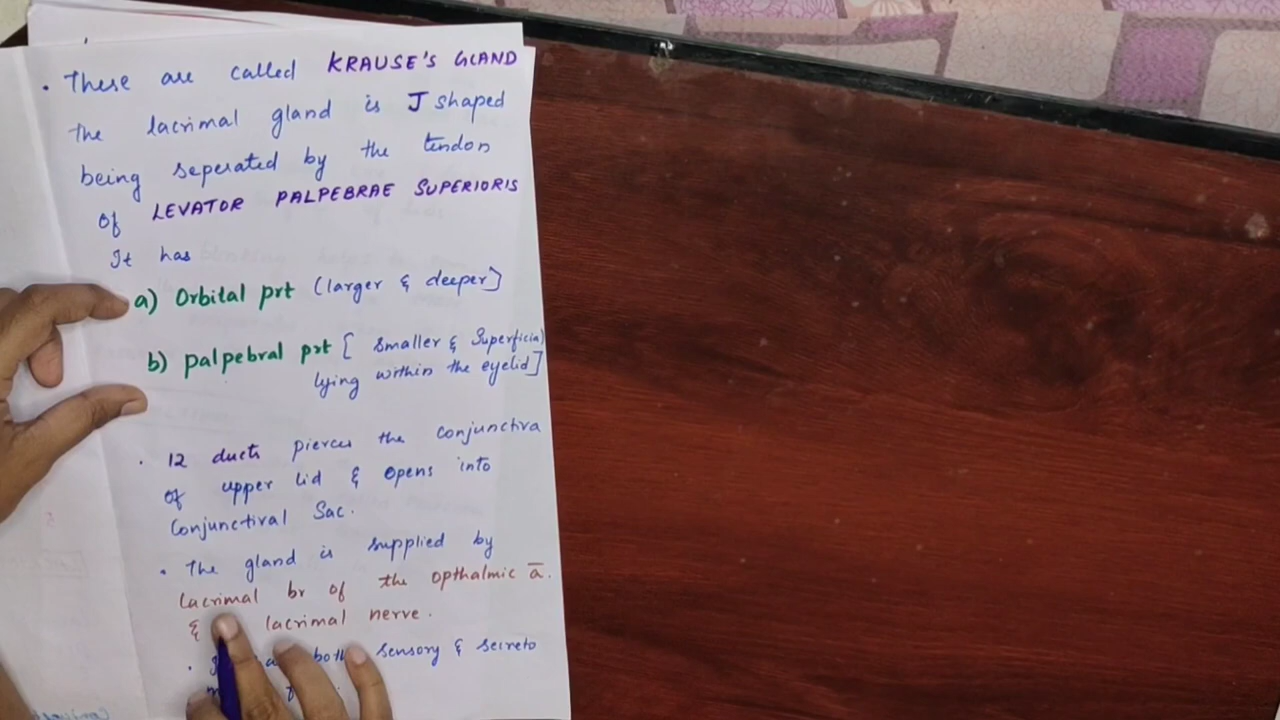 • These are called KRAUSE'S GLAND
The lacrimal gland is J shaped
being seperated by the tendon
of LEVATOR PALPEBRAE SUPERIORIS
It has
a) Orbital prt (larger & deeper]
b) palpebral prt [ smaller & Superficial
lying within the eyelid]
• 12 ducts pierces the conjunctiva
of upper lid & opens into
Conjunctival Sac.
• The gland is supplied by
lacrimal br of the opthalmic a̅.
& lacrimal nerve.
• both sensory & secreto